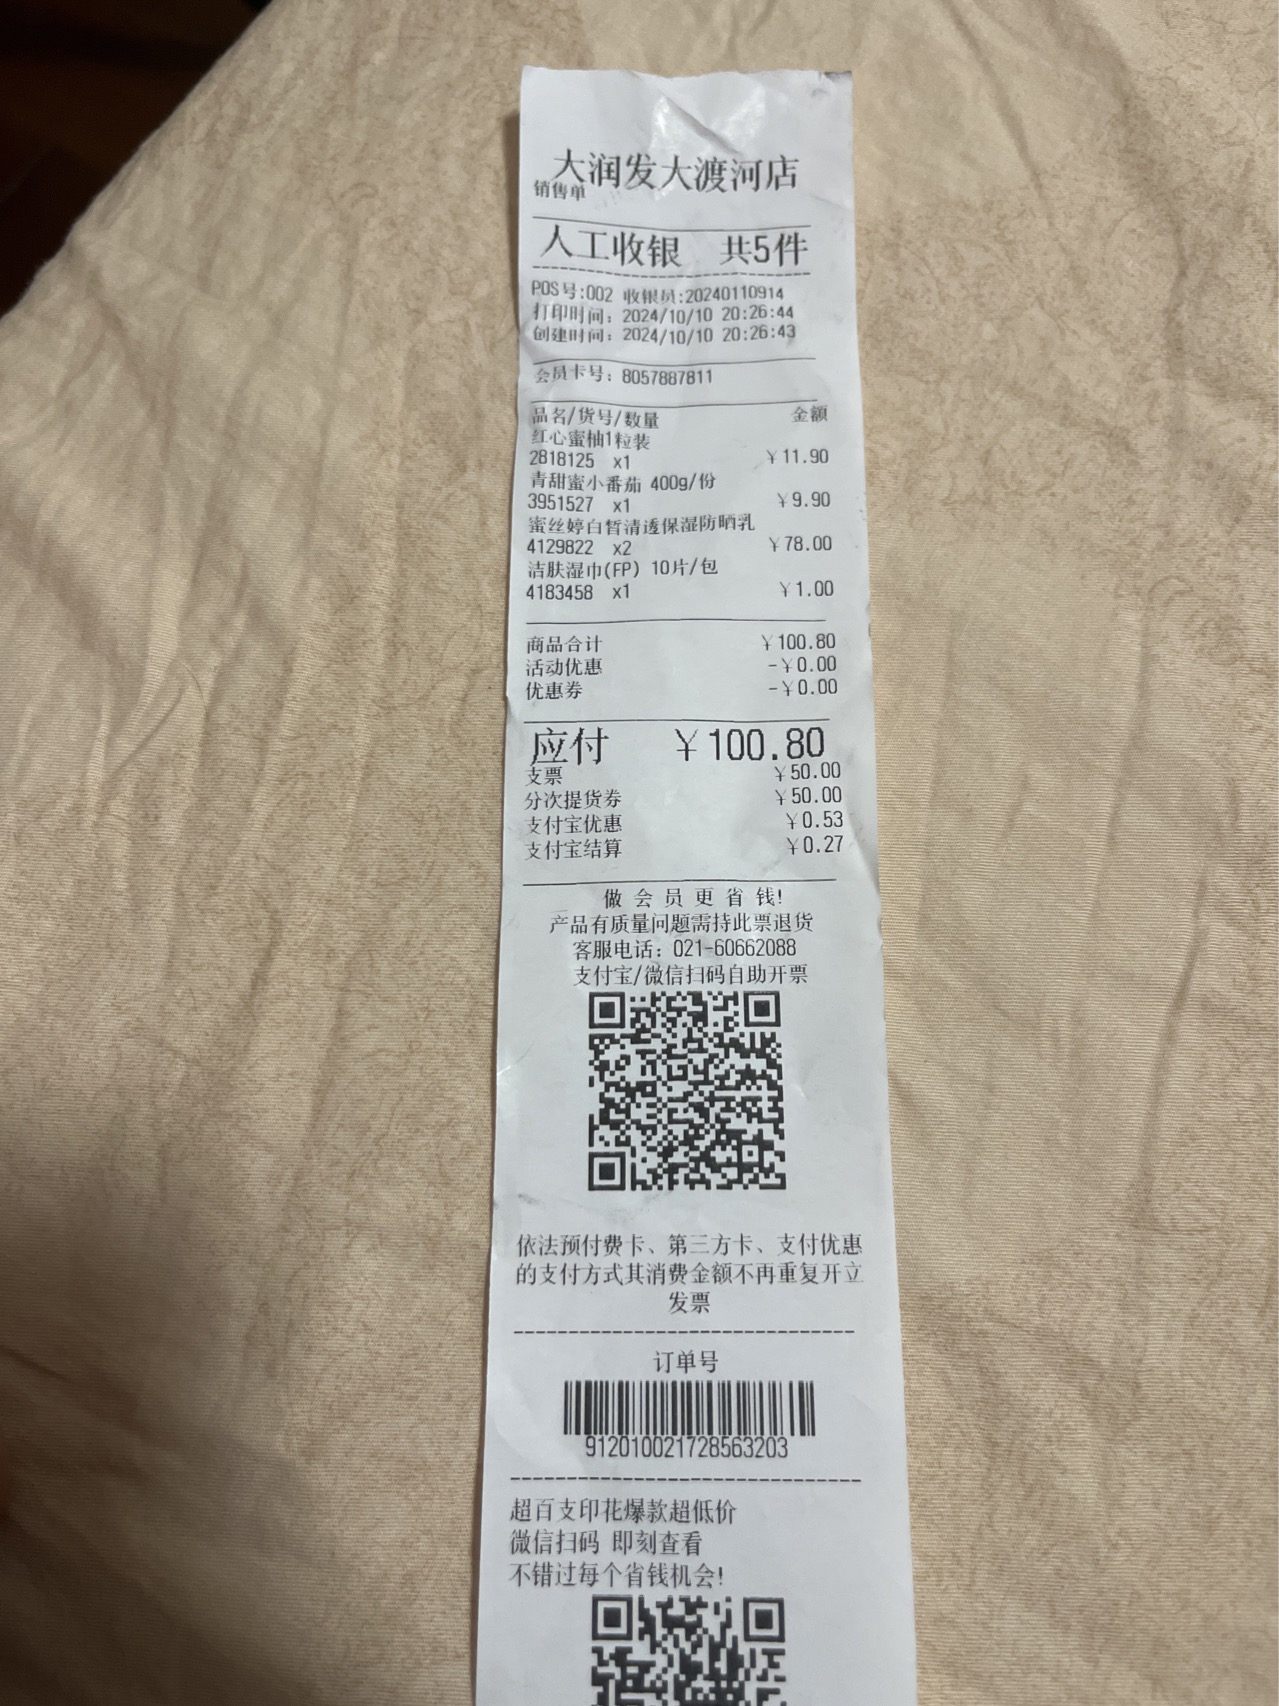 大润发大渡河店
销售单
人工收银 共5件
POS号:002 收银员:20240110914
打印时间: 2024/10/10 20:26:44
创建时间: 2024/10/10 20:26:43
会员卡号: 8057887811
品名/货号/数量 金额
红心蜜柚1粒装
2818125 x1 ￥11.90
青甜蜜小番茄 400g/份
3951527 x1 ￥9.90
蜜丝婷白皙清透保湿防晒乳
4129822 x2 ￥78.00
洁肤湿巾(FP) 10片/包
4183458 x1 ￥1.00
商品合计 ￥100.80
活动优惠 -￥0.00
优惠券 -￥0.00
应付 ￥100.80
支票 ￥50.00
分次提货券 ￥50.00
支付宝优惠 ￥0.53
支付宝结算 ￥0.27
做 会 员 更 省 钱!
产品有质量问题需持此票退货
客服电话: 021-60662088
支付宝/微信扫码自助开票
依法预付费卡、第三方卡、支付优惠
的支付方式其消费金额不再重复开立
发票
订单号
912010021728563203
超百支印花爆款超低价
微信扫码 即刻查看
不错过每个省钱机会!